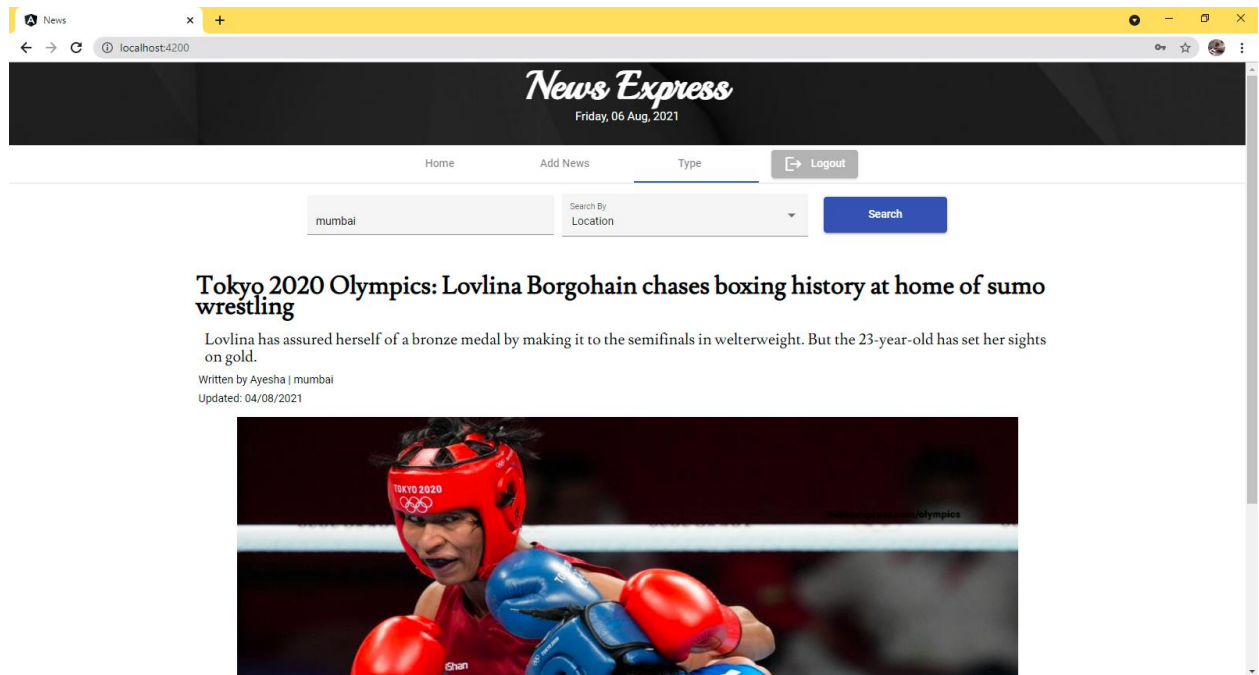 News
localhost:4200
News Express
Friday, 06 Aug, 2021
Home Add News Type Logout
mumbai
Search By
Location
Search
Tokyo 2020 Olympics: Lovlina Borgohain chases boxing history at home of sumo
wrestling
Lovlina has assured herself of a bronze medal by making it to the semifinals in welterweight. But the 23-year-old has set her sights
on gold.
Written by Ayesha | mumbai
Updated: 04/08/2021
TOKYO 2020
/olympics
iShan